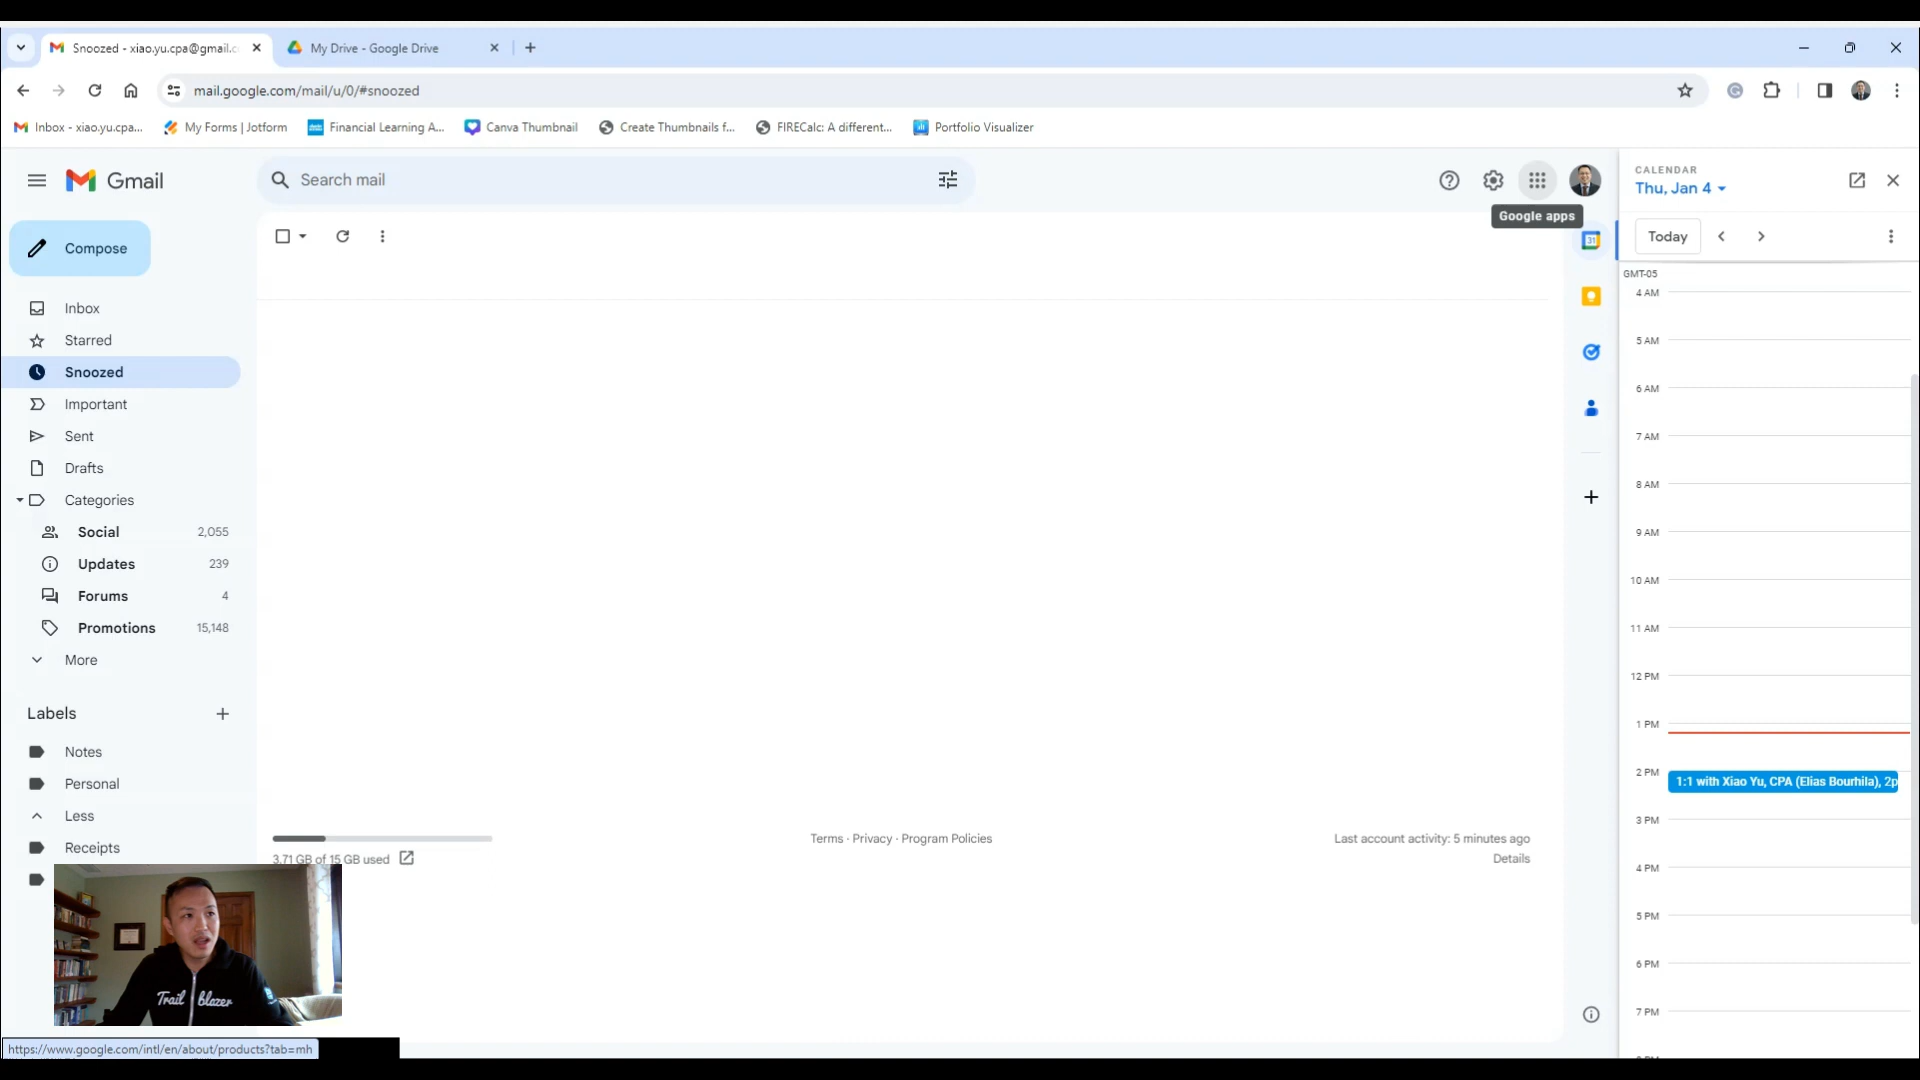 Snoozed - xiao.yu.cpa@gmail.c
My Drive - Google Drive
mail.google.com/mail/u/0/#snoozed
Inbox - xiao.yu.cpa...
My Forms | Jotform
Financial Learning A...
Canva Thumbnail
Create Thumbnails f...
FIRECalc: A different...
Portfolio Visualizer
Gmail
Search mail
Google apps
CALENDAR
Thu, Jan 4
Today
Compose
Inbox
Starred
Snoozed
Important
Sent
Drafts
Categories
Social 2,055
Updates 239
Forums 4
Promotions 15,148
More
Labels
Notes
Personal
Less
Receipts
3.71 GB of 15 GB used
Terms · Privacy · Program Policies
Last account activity: 5 minutes ago
Details
31
GMT-05
4 AM
5 AM
6 AM
7 AM
8 AM
9 AM
10 AM
11 AM
12 PM
1 PM
2 PM
1:1 with Xiao Yu, CPA (Elias Bourhila), 2p
3 PM
4 PM
5 PM
6 PM
7 PM
Trail blazer
https://www.google.com/intl/en/about/products?tab=mh